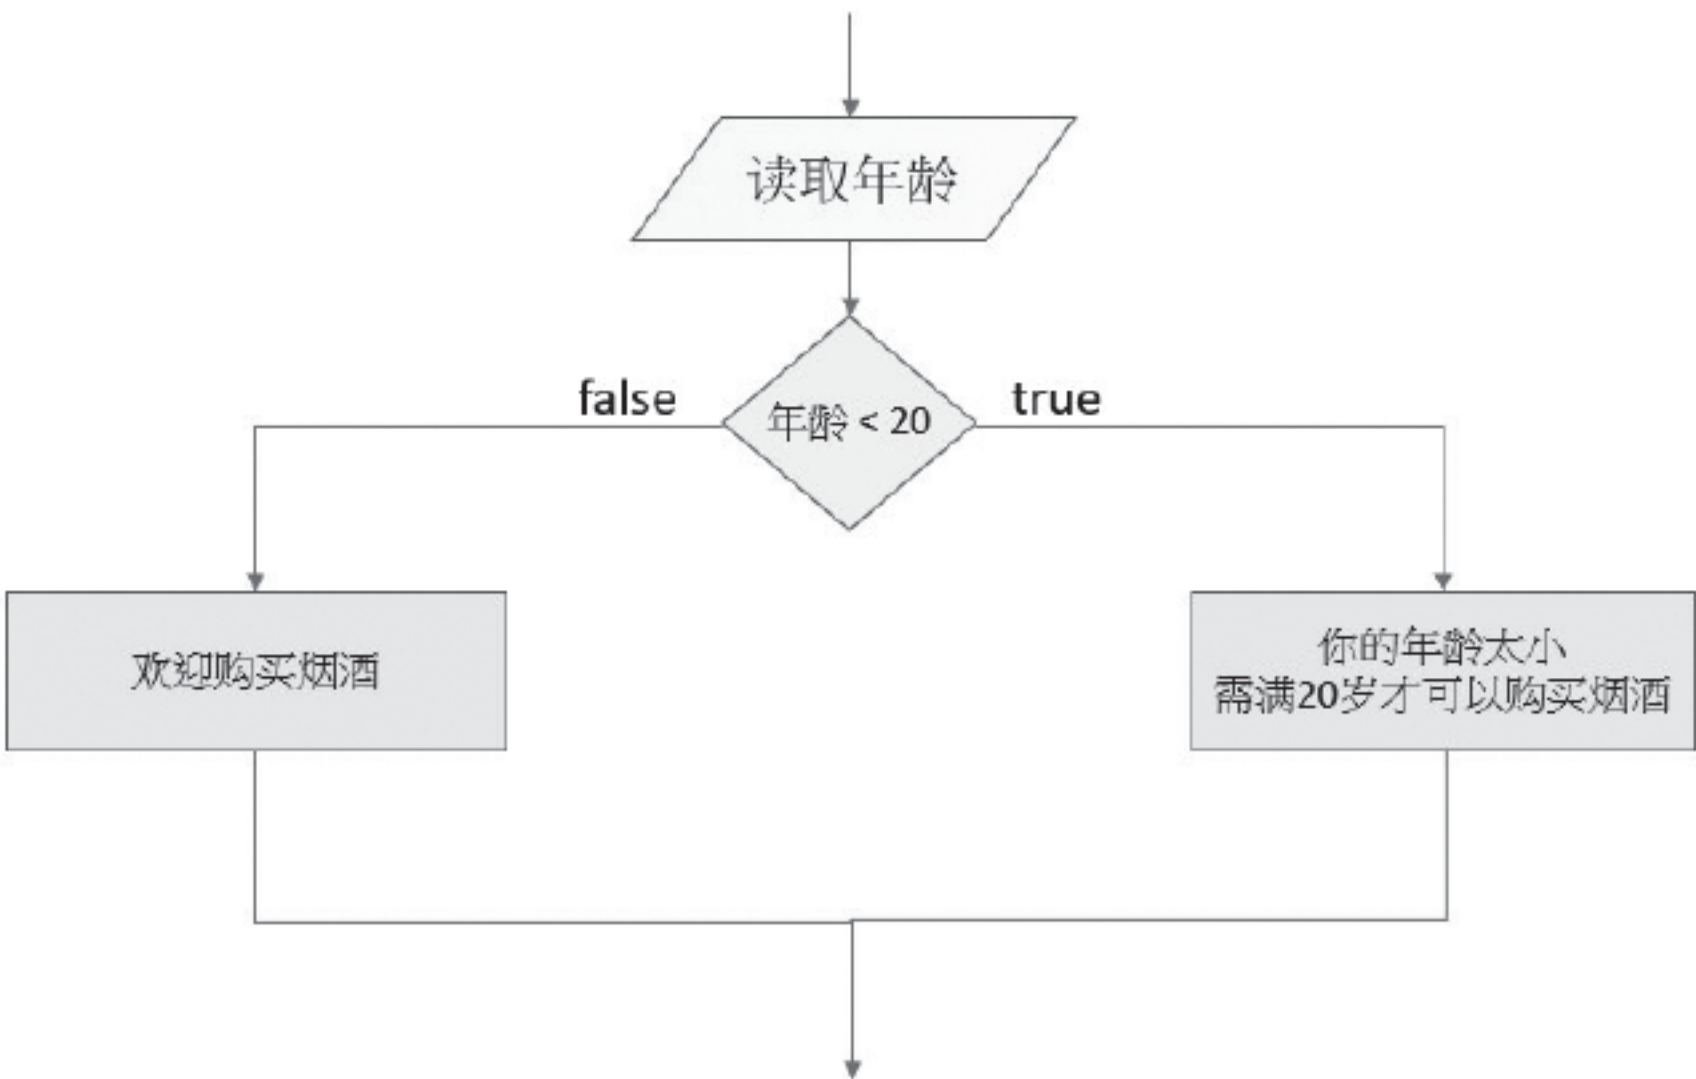 读取年龄
false
年龄 < 20
true
欢迎购买烟酒
你的年龄太小
需满20岁才可以购买烟酒